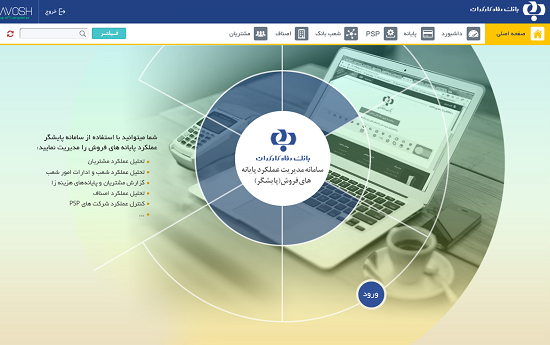 AVOSH
خروج
بانک رفاه کارگران
صفحه اصلی
داشبورد
پایانه
PSP
شعب بانک
اصناف
مشتریان
فیلتر
شما میتوانید با استفاده از سامانه پایشگر
عملکرد پایانه های فروش را مدیریت نمایید:
تحلیل عملکرد مشتریان
تحلیل عملکرد شعب و ادارات امور شعب
گزارش مشتریان و پایانه‌های هزینه زا
تحلیل عملکرد اصناف
کنترل عملکرد شرکت های PSP
...
بانک رفاه کارگران
سامانه مدیریت عملکرد پایانه
های فروش(پایشگر)
ورود